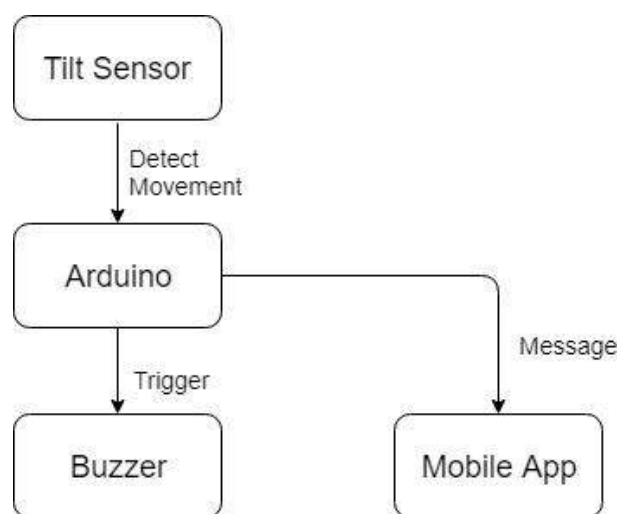 Tilt Sensor
Detect
Movement
Arduino
Message
Trigger
Buzzer
Mobile App